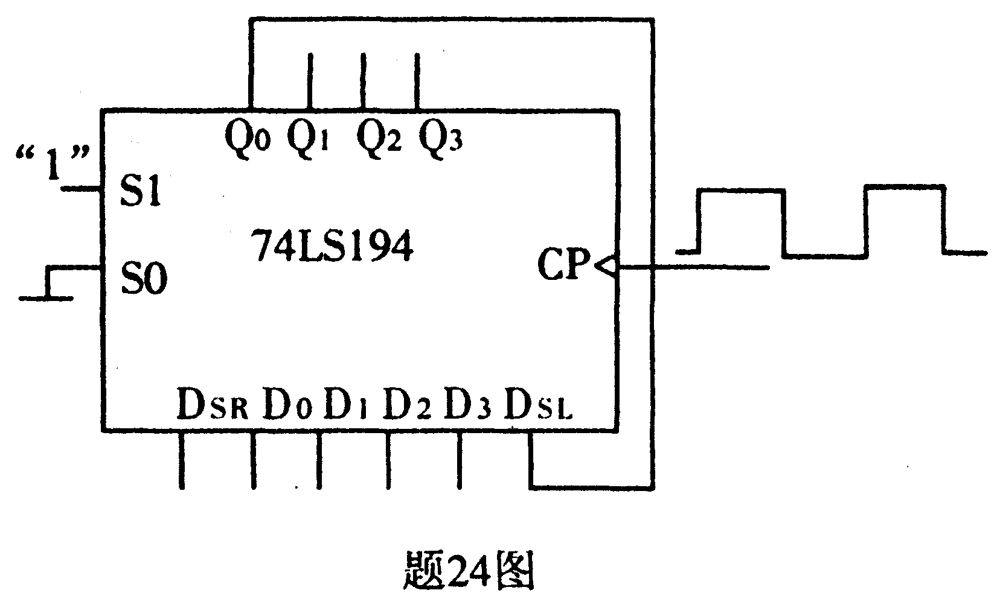 Q0 Q1 Q2 Q3
“1”
S1
74LS194
CP
S0
DSR D0 D1 D2 D3 DSL
题24图